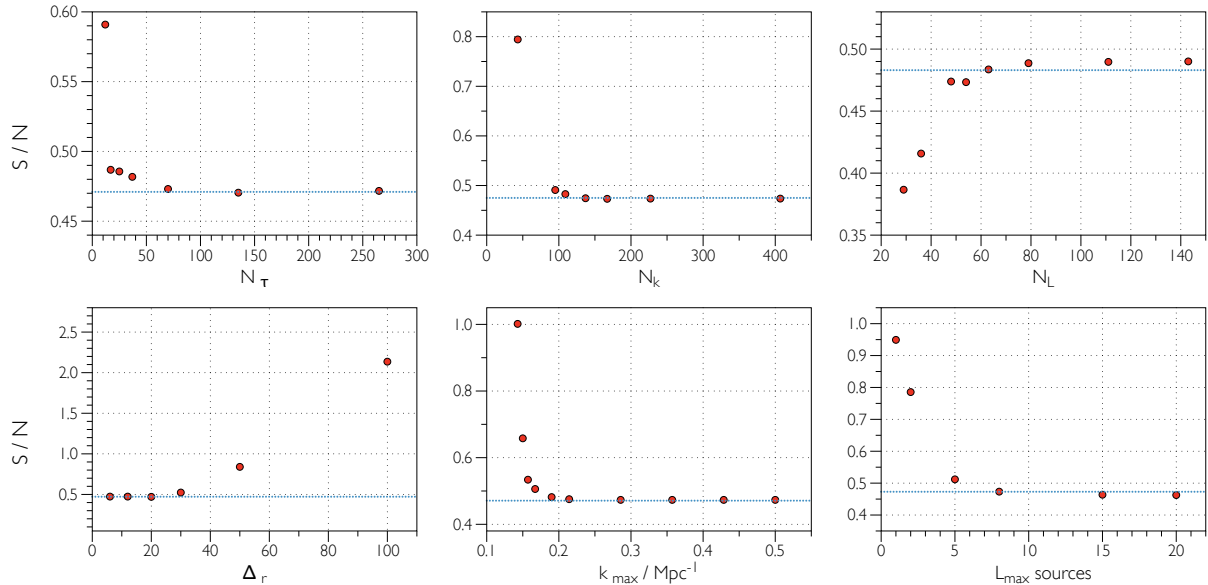 0.60
0.55
0.50
0.45
S / N
0 50 100 150 200 250 300
N τ
0.8
0.7
0.6
0.5
0.4
0 100 200 300 400
N k
0.50
0.45
0.40
0.35
20 40 60 80 100 120 140
N L
2.5
2.0
1.5
1.0
0.5
S / N
0 20 40 60 80 100
Δ r
1.0
0.8
0.6
0.4
0.1 0.2 0.3 0.4 0.5
k max / Mpc-1
1.0
0.9
0.8
0.7
0.6
0.5
0.4
0 5 10 15 20
L max sources